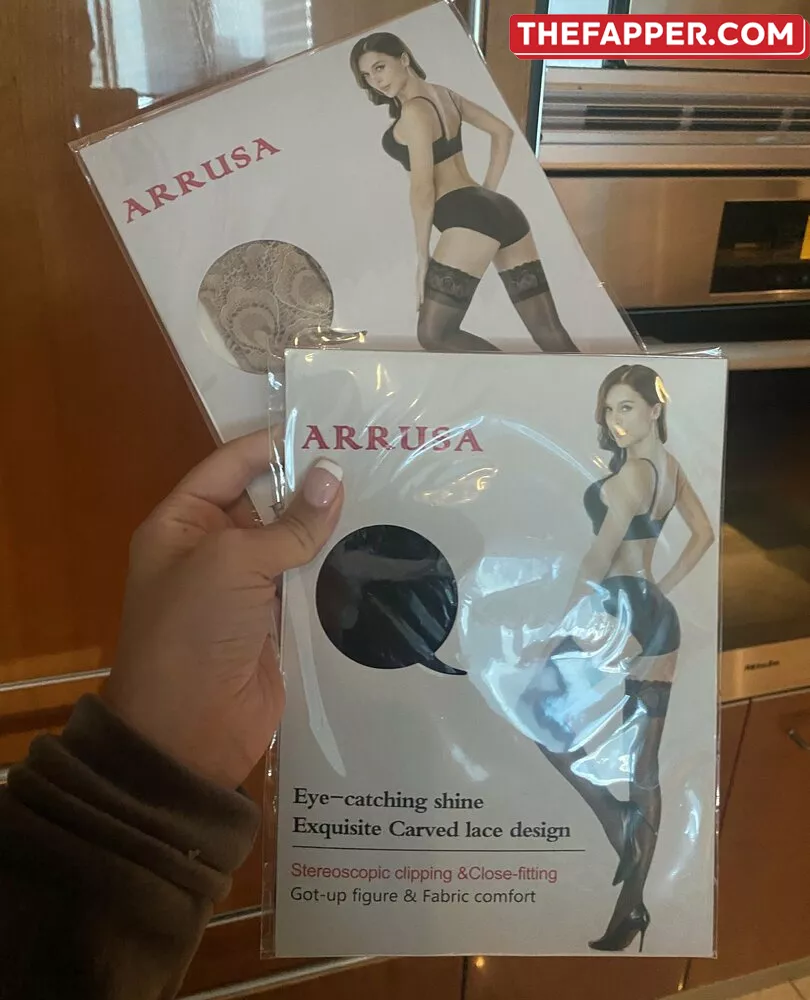 THEFAPPER.COM
ARRUSA
ARRUSA
Eye-catching shine
Exquisite Carved lace design
Stereoscopic clipping &Close-fitting
Got-up figure & Fabric comfort